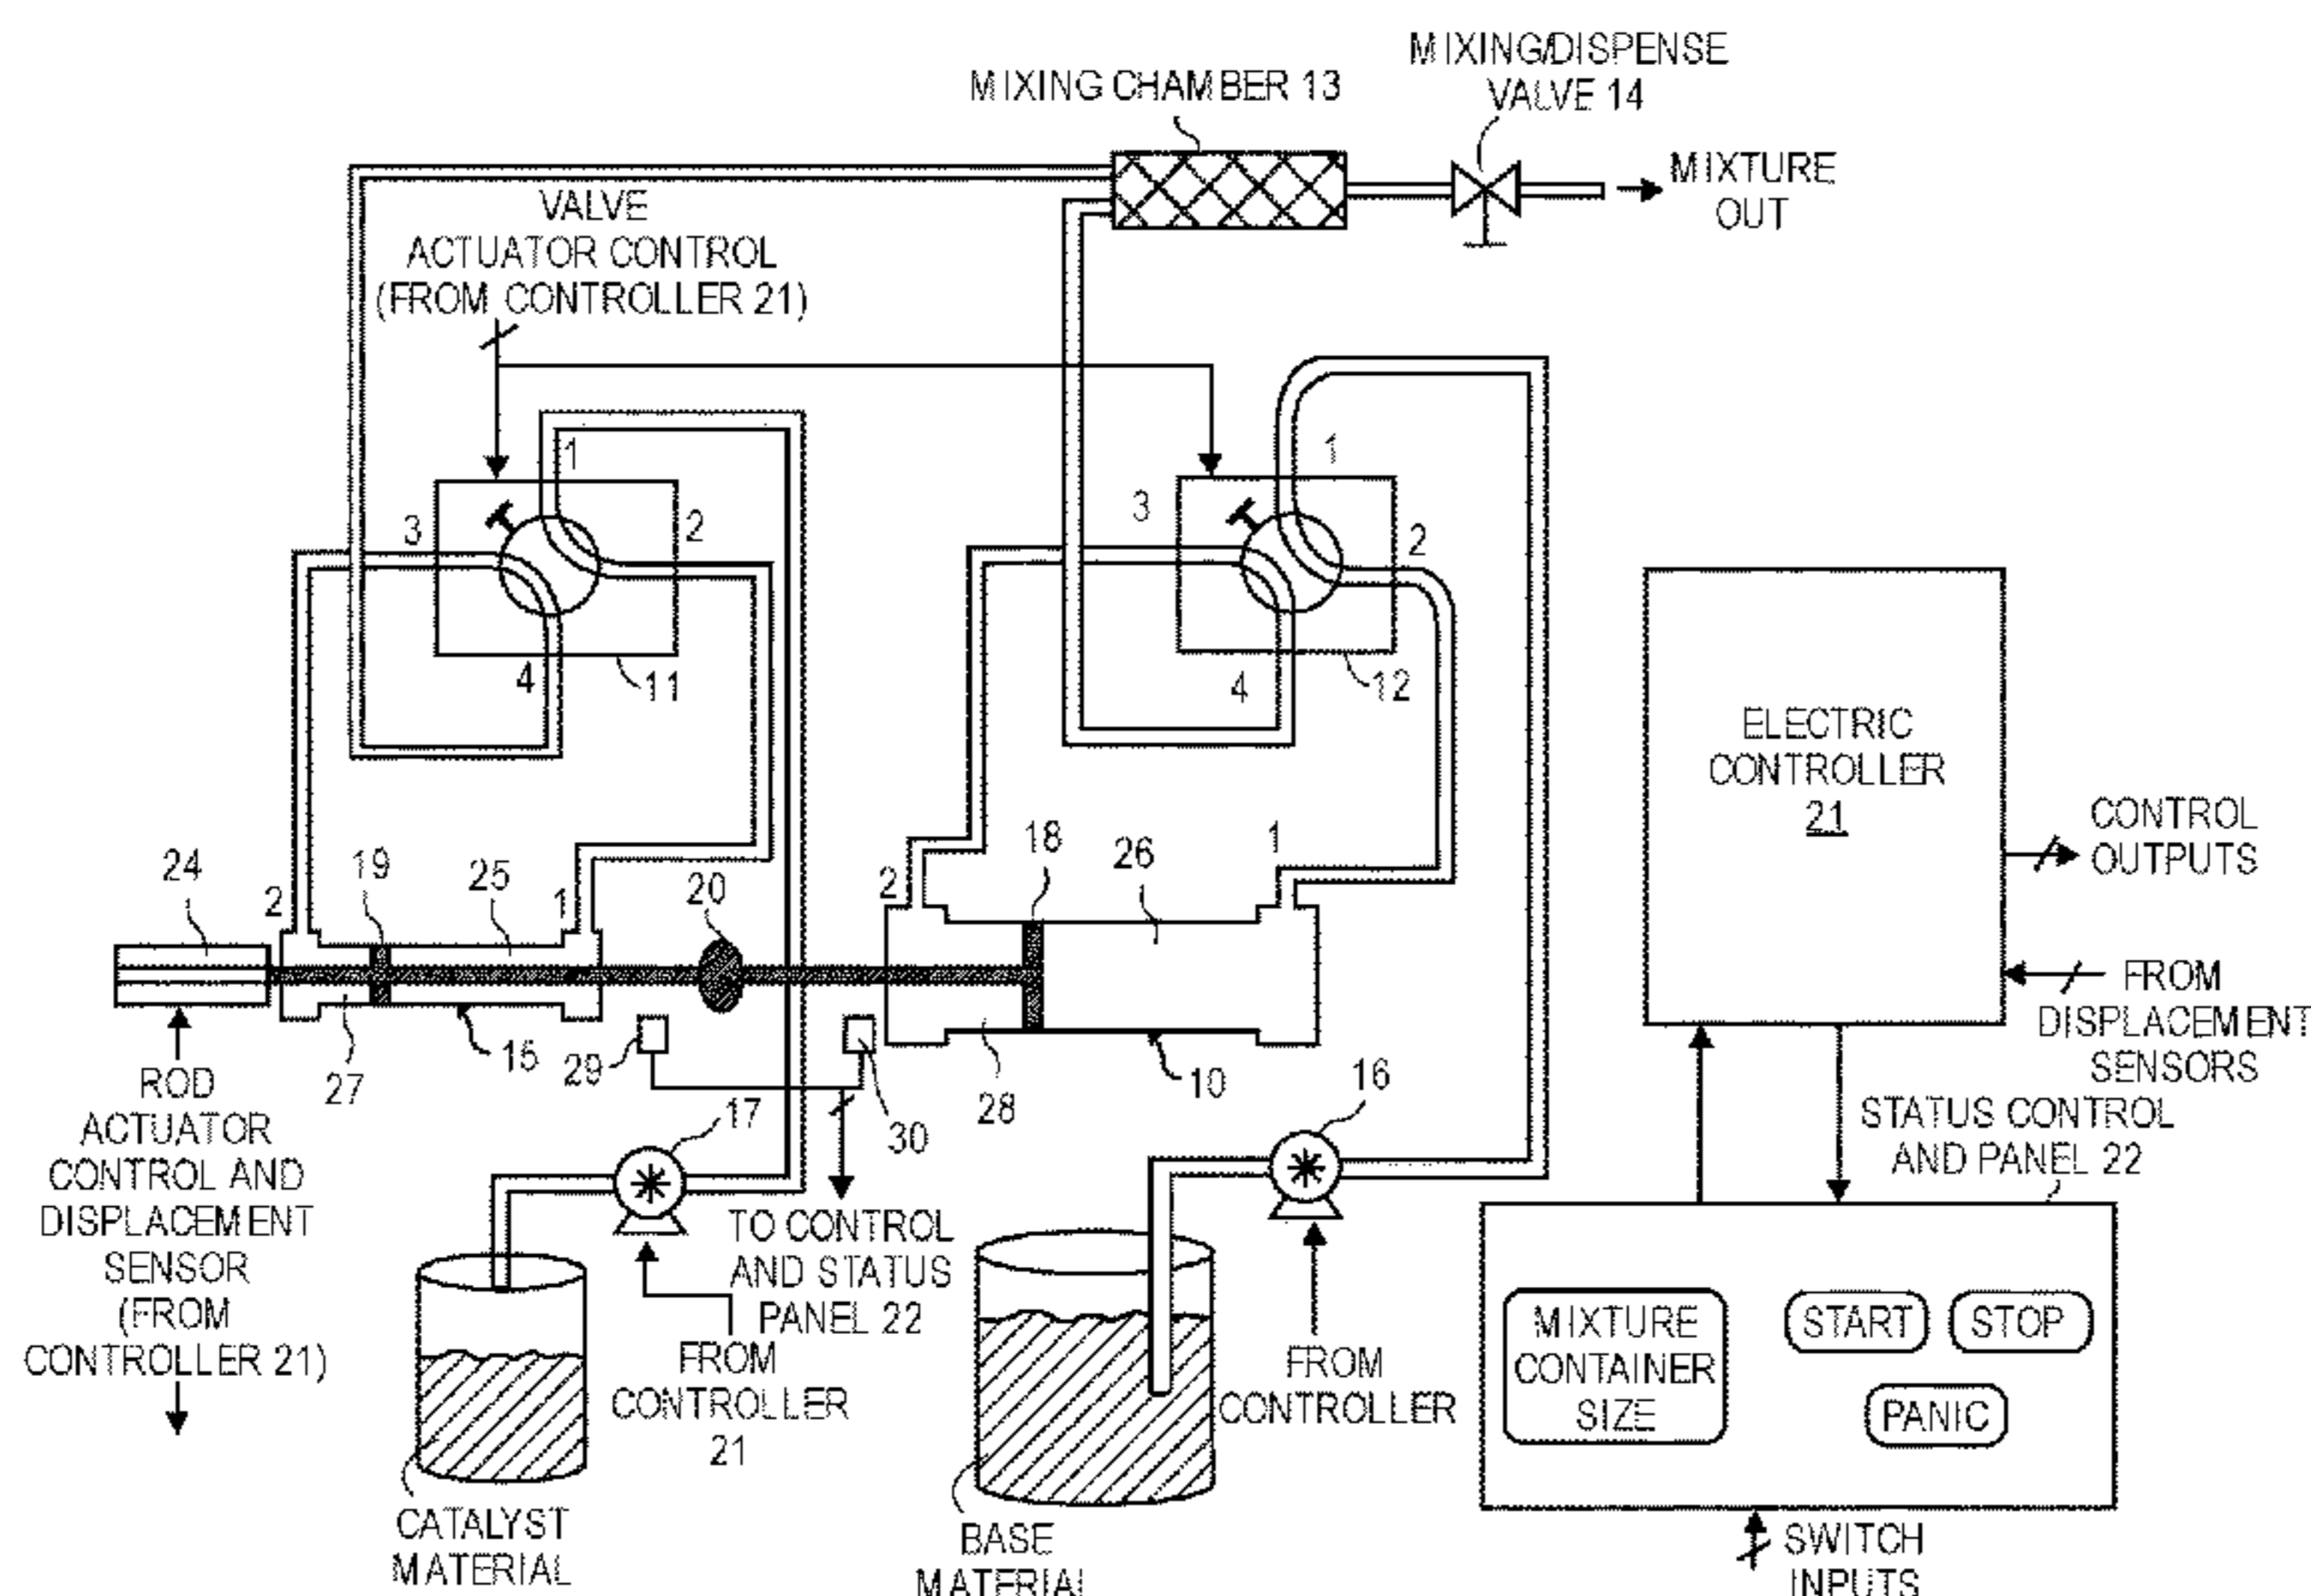 MIXING/DISPENSE
VALVE 14
MIXING CHAMBER 13
MIXTURE
OUT
VALVE
ACTUATOR CONTROL
(FROM CONTROLLER 21)
1
2
3
4
11
1
2
3
4
12
ELECTRIC
CONTROLLER
21
CONTROL
OUTPUTS
FROM
DISPLACEMENT
SENSORS
24
2
19
25
1
20
2
18
26
1
27
15
29
30
28
10
17
16
ROD
ACTUATOR
CONTROL AND
DISPLACEMENT
SENSOR
(FROM
CONTROLLER 21)
TO CONTROL
AND STATUS
PANEL 22
FROM
CONTROLLER
21
FROM
CONTROLLER
STATUS CONTROL
AND PANEL 22
MIXTURE
CONTAINER
SIZE
START
STOP
PANIC
CATALYST
MATERIAL
BASE
MATERIAL
SWITCH
INPUTS